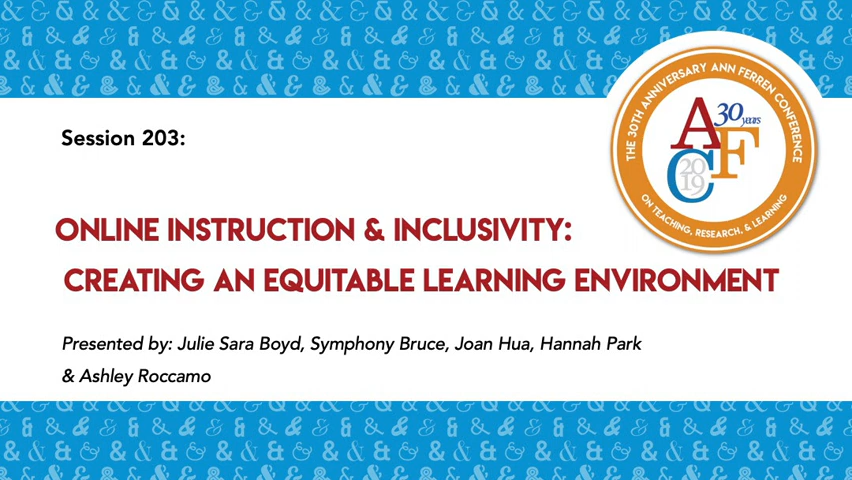 Session 203:
ONLINE INSTRUCTION & INCLUSIVITY:
CREATING AN EQUITABLE LEARNING ENVIRONMENT
Presented by: Julie Sara Boyd, Symphony Bruce, Joan Hua, Hannah Park
& Ashley Roccamo
THE 30TH ANNIVERSARY ANN FERREN CONFERENCE
AFC
30 years
2019
ON TEACHING, RESEARCH, & LEARNING